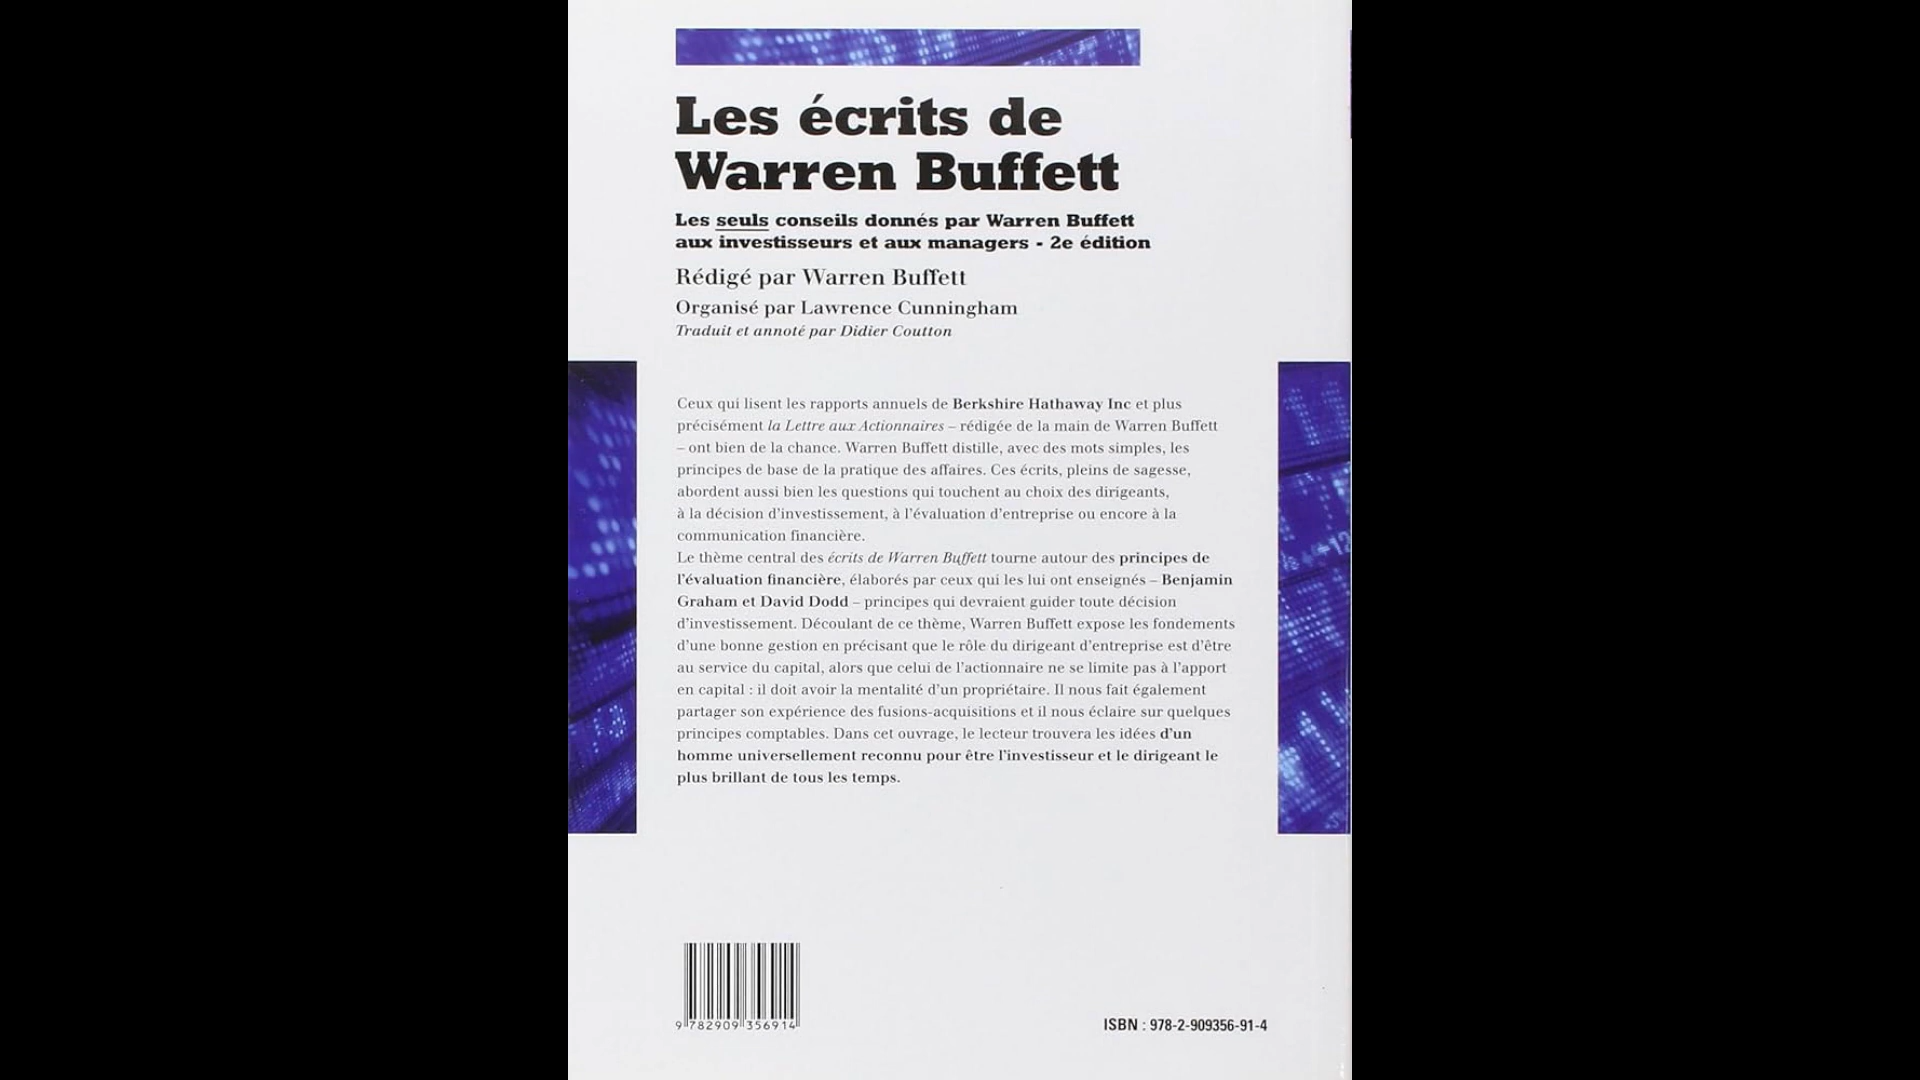 Les écrits de
Warren Buffett
Les seuls conseils donnés par Warren Buffett
aux investisseurs et aux managers - 2e édition
Rédigé par Warren Buffett
Organisé par Lawrence Cunningham
Traduit et annoté par Didier Coutton
Ceux qui lisent les rapports annuels de Berkshire Hathaway Inc et plus
précisément la Lettre aux Actionnaires – rédigée de la main de Warren Buffett
– ont bien de la chance. Warren Buffett distille, avec des mots simples, les
principes de base de la pratique des affaires. Ces écrits, pleins de sagesse,
abordent aussi bien les questions qui touchent au choix des dirigeants,
à la décision d'investissement, à l'évaluation d'entreprise ou encore à la
communication financière.
Le thème central des écrits de Warren Buffett tourne autour des principes de
l'évaluation financière, élaborés par ceux qui les lui ont enseignés – Benjamin
Graham et David Dodd – principes qui devraient guider toute décision
d'investissement. Découlant de ce thème, Warren Buffett expose les fondements
d'une bonne gestion en précisant que le rôle du dirigeant d'entreprise est d'être
au service du capital, alors que celui de l'actionnaire ne se limite pas à l'apport
en capital : il doit avoir la mentalité d'un propriétaire. Il nous fait également
partager son expérience des fusions-acquisitions et il nous éclaire sur quelques
principes comptables. Dans cet ouvrage, le lecteur trouvera les idées d'un
homme universellement reconnu pour être l'investisseur et le dirigeant le
plus brillant de tous les temps.
9 782909 356914
ISBN : 978-2-909356-91-4